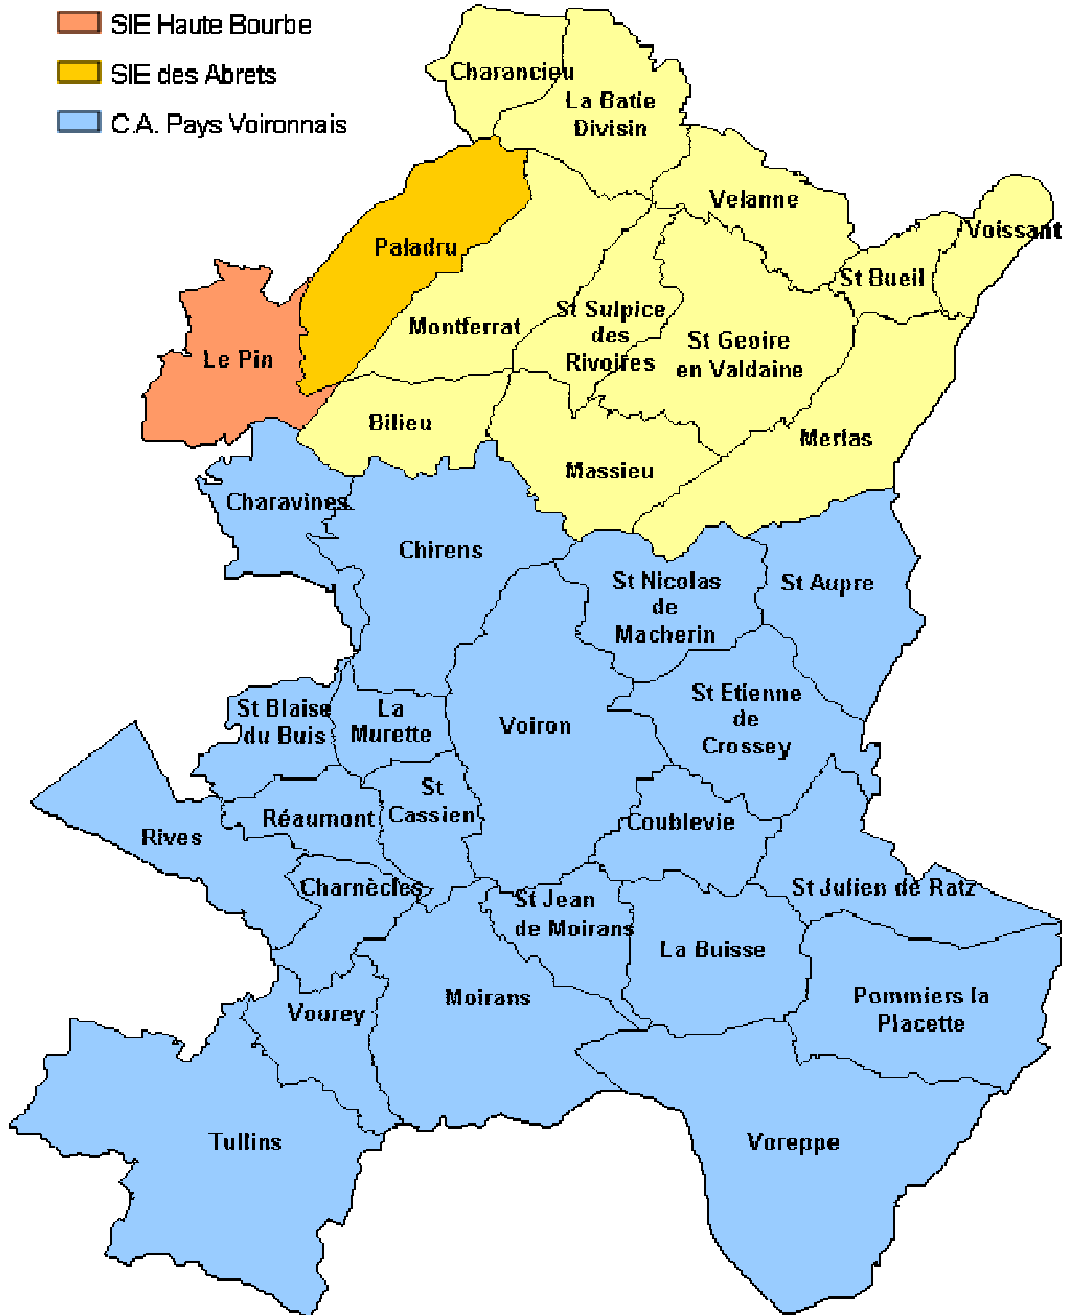 SIE Haute Bourbe
SIE des Abrets
C.A. Pays Voironnais
Charancieu
La Batie
Divisin
Velanne
Voissant
Paladru
St Bueil
Montferrat
St Sulpice
des
Rivoires
St Geoire
en Valdaine
Le Pin
Bilieu
Merlas
Massieu
Charavines
Chirens
St Nicolas
de
Macherin
St Aupre
St Blaise
du Buis
La
Murette
Voiron
St Etienne
de
Crossey
St
Cassien
Réaumont
Rives
Coublevie
Charnècles
St Jean
de Moirans
St Julien de Ratz
La Buisse
Vourey
Moirans
Pommiers la
Placette
Tullins
Voreppe